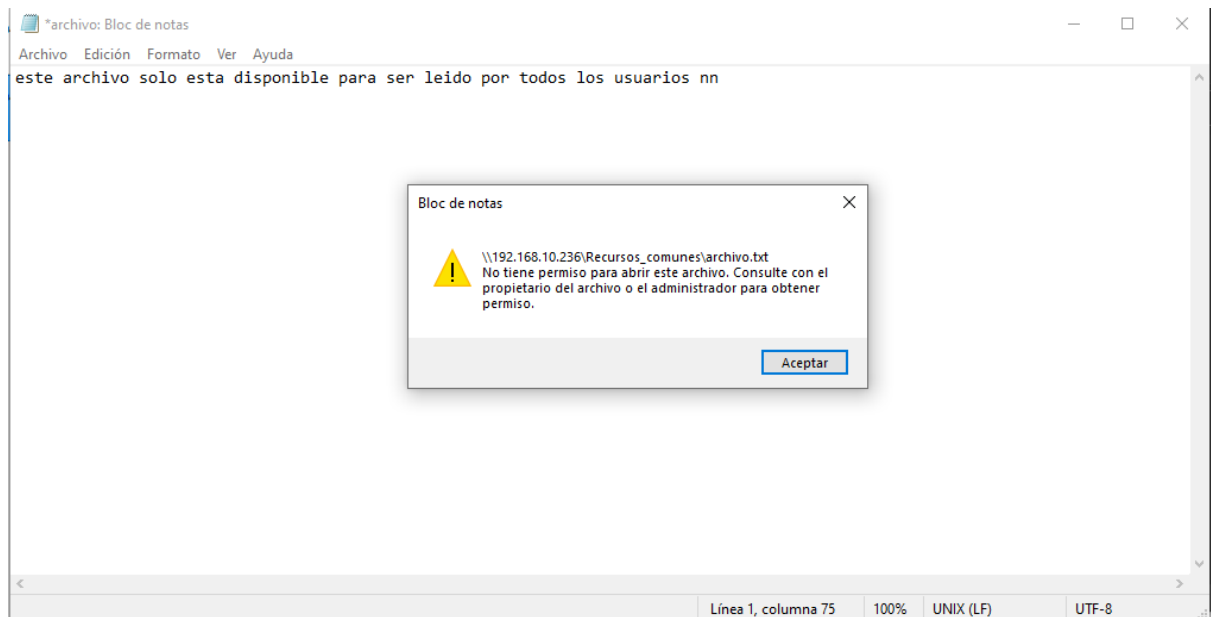 *archivo: Bloc de notas
Archivo Edición Formato Ver Ayuda
este archivo solo esta disponible para ser leido por todos los usuarios nn
Bloc de notas
\\192.168.10.236\Recursos_comunes\archivo.txt
No tiene permiso para abrir este archivo. Consulte con el
propietario del archivo o el administrador para obtener
permiso.
Aceptar
Línea 1, columna 75 100% UNIX (LF) UTF-8